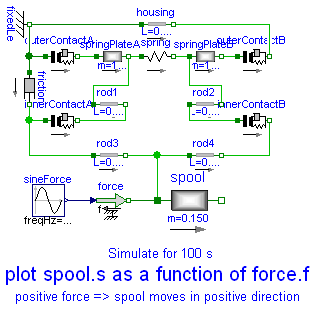 housing
L=0....
outerContactA
springPlateA
spring
springPlateB
outerContactB
m=1...
m=1...
friction
innerContactA
rod1
L=0....
rod2
L=0....
innerContactB
rod3
L=0....
rod4
L=0....
sineForce
force
spool
freqHz=...
m=0.150
Simulate for 100 s
plot spool.s as a function of force.f
positive force => spool moves in positive direction